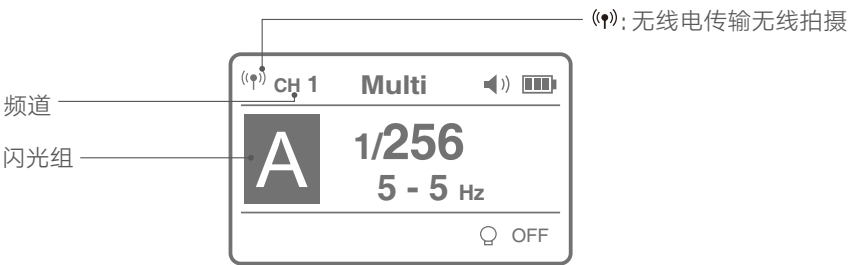 : 无线电传输无线拍摄
CH 1 Multi
频道
A 1/256
闪光组
5 - 5 Hz
OFF